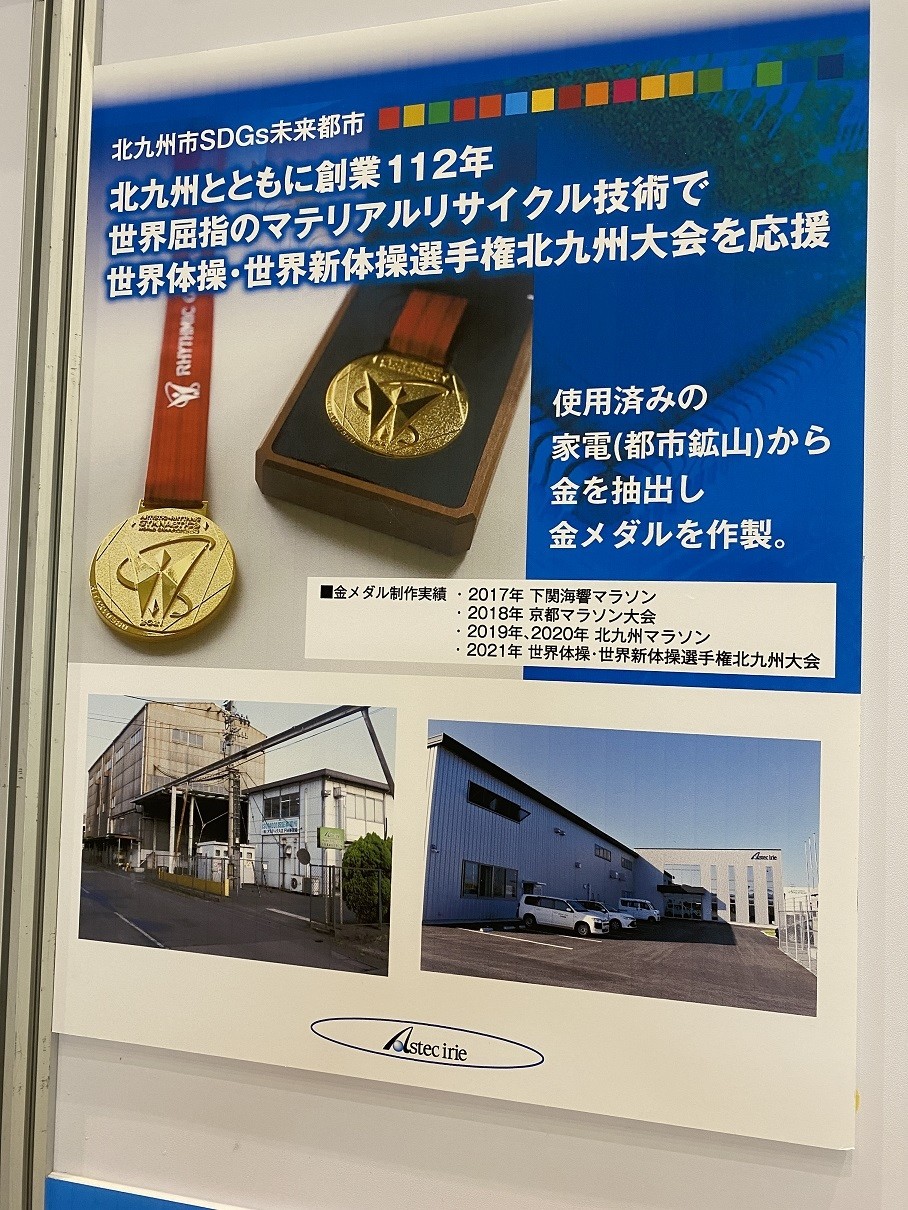 北九州市SDGs未来都市
北九州とともに創業112年
世界屈指のマテリアルリサイクル技術で
世界体操・世界新体操選手権北九州大会を応援
RHYTHMIC G
使用済みの
家電(都市鉱山)から
金を抽出し
金メダルを作製。
■金メダル制作実績 ・2017年 下関海響マラソン
・2018年 京都マラソン大会
・2019年、2020年 北九州マラソン
・2021年 世界体操・世界新体操選手権北九州大会
2021
Astec irie
Astec irie